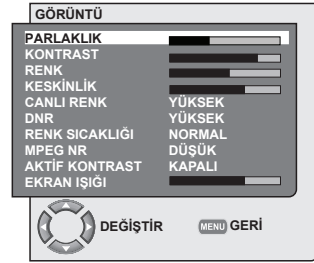 GÖRÜNTÜ
PARLAKLIK
KONTRAST
RENK
KESKİNLİK
CANLI RENK YÜKSEK
DNR YÜKSEK
RENK SICAKLIĞI NORMAL
MPEG NR DÜŞÜK
AKTİF KONTRAST KAPALI
EKRAN IŞIĞI
DEĞİŞTİR MENU GERİ